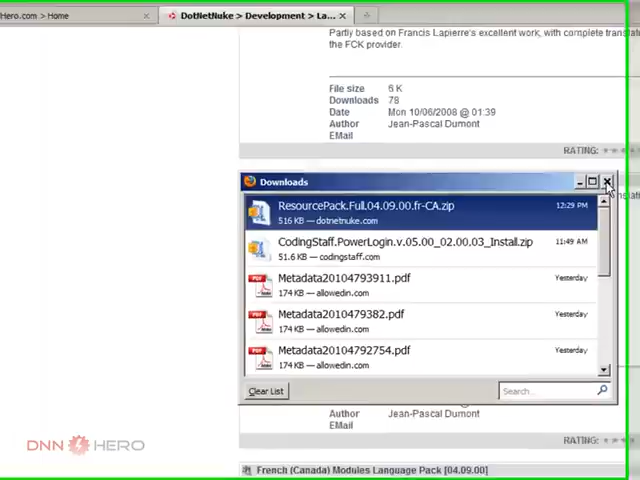 Hero.com > Home
DotNetNuke > Development > La...
Partly based on Francis Lapierre's excellent work, with complete
the FCK provider.
File size 6 K
Downloads 78
Date Mon 10/06/2008 @ 01:39
Author Jean-Pascal Dumont
EMail
RATING:
Downloads
ResourcePack.Full.04.09.00.fr-CA.zip 12:29 PM
516 KB — dotnetnuke.com
CodingStaff.PowerLogin.v.05.00_02.00.03_Install.zip 11:49 AM
51.6 KB — codingstaff.com
Metadata20104793911.pdf Yesterday
174 KB — allowedin.com
Metadata2010479382.pdf Yesterday
174 KB — allowedin.com
Metadata20104792754.pdf Yesterday
174 KB — allowedin.com
Clear List
Search...
Author Jean-Pascal Dumont
EMail
DNN HERO
RATING:
French (Canada) Modules Language Pack [04.09.00]